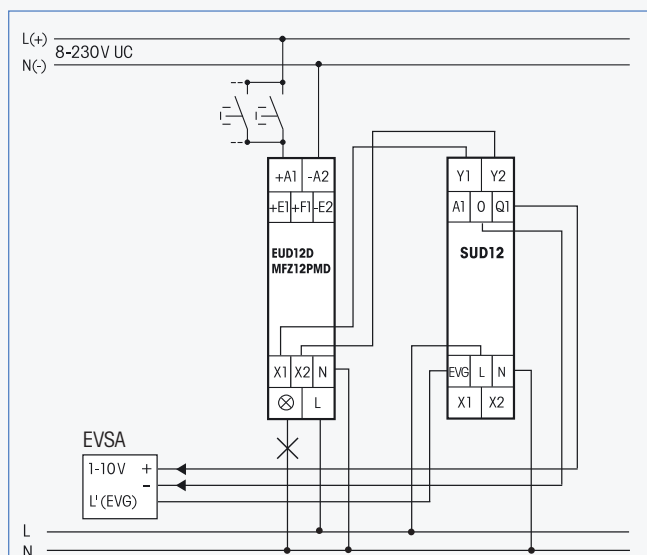 L(+)
8-230V UC
N(-)
+A1 -A2
+E1 +F1 -E2
EUD12D
MFZ12PMD
X1 X2 N
L
Y1 Y2
A1 0 Q1
SUD12
EVG L N
X1 X2
EVSA
1-10V +
-
L'(EVG)
L
N